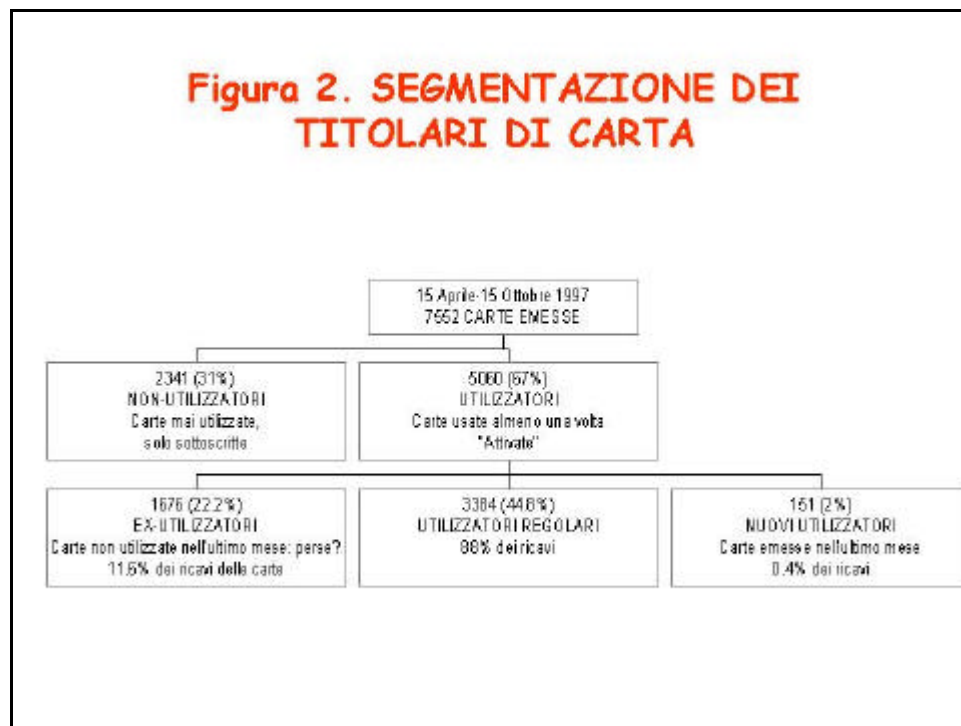 Figura 2. SEGMENTAZIONE DEI
TITOLARI DI CARTA
15 Aprile-15 Ottobre 1997
7552 CARTE EMESSE
2341 (31%)
NON-UTILIZZATORI
Carte mai utilizzate,
solo sottoscritte
5060 (67%)
UTILIZZATORI
Carte usate almeno una volta
"Attivate"
1676 (22.2%)
EX-UTILIZZATORI
Carte non utilizzate nell'ultimo mese: perse?
11.6% dei ricavi delle carte
3384 (44.8%)
UTILIZZATORI REGOLARI
88% dei ricavi
151 (2%)
NUOVI UTILIZZATORI
Carte emesse nell'ultimo mese
0.4% dei ricavi